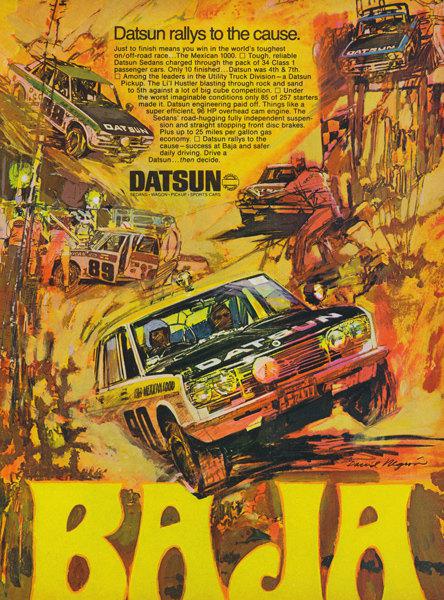 Datsun rallys to the cause.
Just to finish means you win in the world's toughest
on/off-road race...The Mexican 1000. □ Tough, reliable
Datsun Sedans charged through the pack of 34 Class 1
passenger cars. Only 10 finished...Datsun was 4th & 7th.
□ Among the leaders in the Utility Truck Division—a Datsun
Pickup. The Li'l Hustler blasting through rock and sand
to 5th against a lot of big cube competition. □ Under
the worst imaginable conditions only 85 of 257 starters
made it. Datsun engineering paid off. Things like a
super efficient, 96 HP overhead cam engine. The
Sedans' road-hugging fully independent suspen-
sion and straight stopping front disc brakes.
Plus up to 25 miles per gallon gas
economy. □ Datsun rallys to the
cause—success at Baja and safer
daily driving. Drive a
Datsun...then decide.
DATSUN
SEDANS • WAGON • PICKUP • SPORTS CARS
DATSUN
DATSUN
89
DATSUN
MEXICAN FOOD
90
BAJA